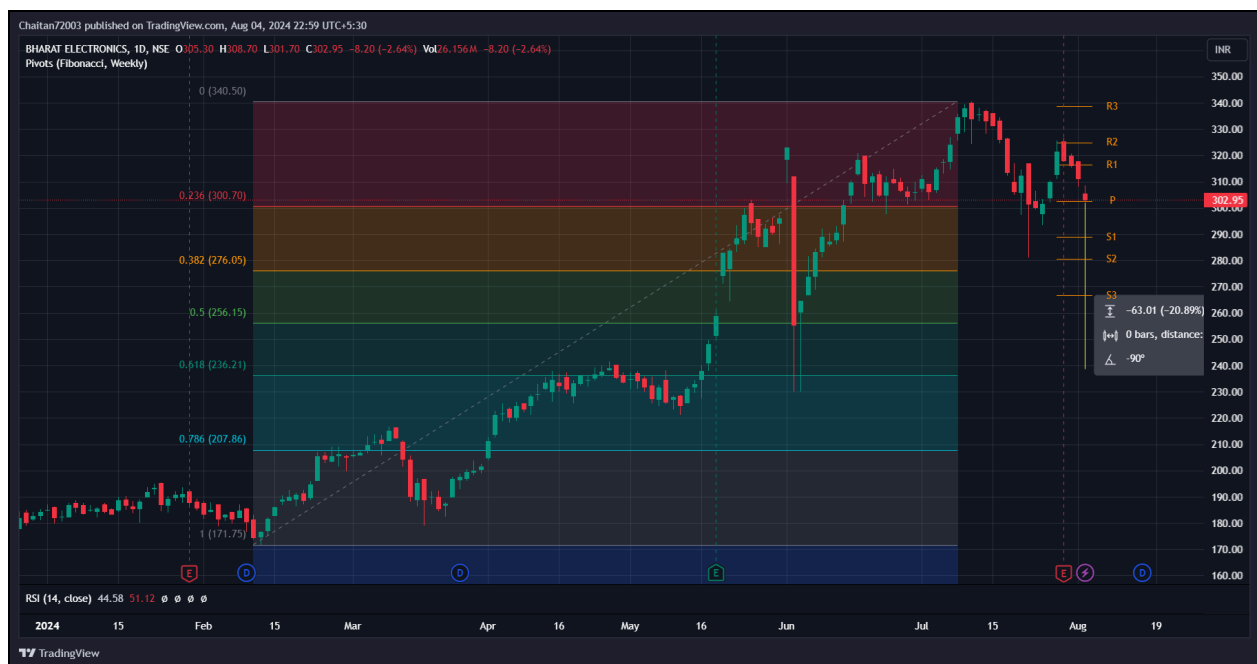 Chaitan72003 published on TradingView.com, Aug 04, 2024 22:59 UTC+5:30
BHARAT ELECTRONICS, 1D, NSE O305.30 H308.70 L301.70 C302.95 −8.20 (−2.64%) Vol26.156M −8.20 (−2.64%)
INR
Pivots (Fibonacci, Weekly)
350.00
0 (340.50)
R3
340.00
330.00
R2
320.00
R1
310.00
0.236 (300.70)
P
302.95
300.00
S1
290.00
0.382 (276.05)
S2
280.00
270.00
S3
0.5 (256.15)
−63.01 (−20.89%)
260.00
0 bars, distance:
250.00
0.618 (236.21)
-90°
240.00
230.00
220.00
0.786 (207.86)
210.00
200.00
190.00
180.00
1 (171.75)
170.00
E D D E E D
160.00
RSI (14, close) 44.58 51.12 ø ø ø ø
2024 15 Feb 15 Mar Apr 16 May 16 Jun Jul 15 Aug 19
TradingView